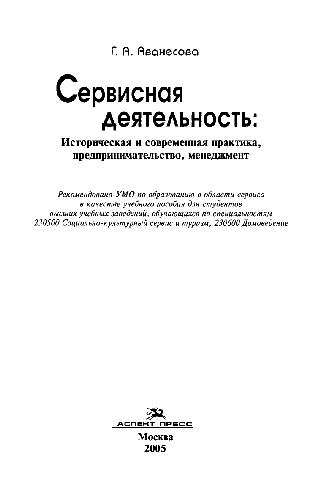 Г. А. Аванесова
Сервисная
деятельность:
Историческая и современная практика,
предпринимательство, менеджмент
Рекомендовано УМО по образованию в области сервиса
в качестве учебного пособия для студентов
высших учебных заведений, обучающихся по специальностям
230500 Социально-культурный сервис и туризм, 230600 Домоведение
АСПЕКТ ПРЕСС
Москва
2005